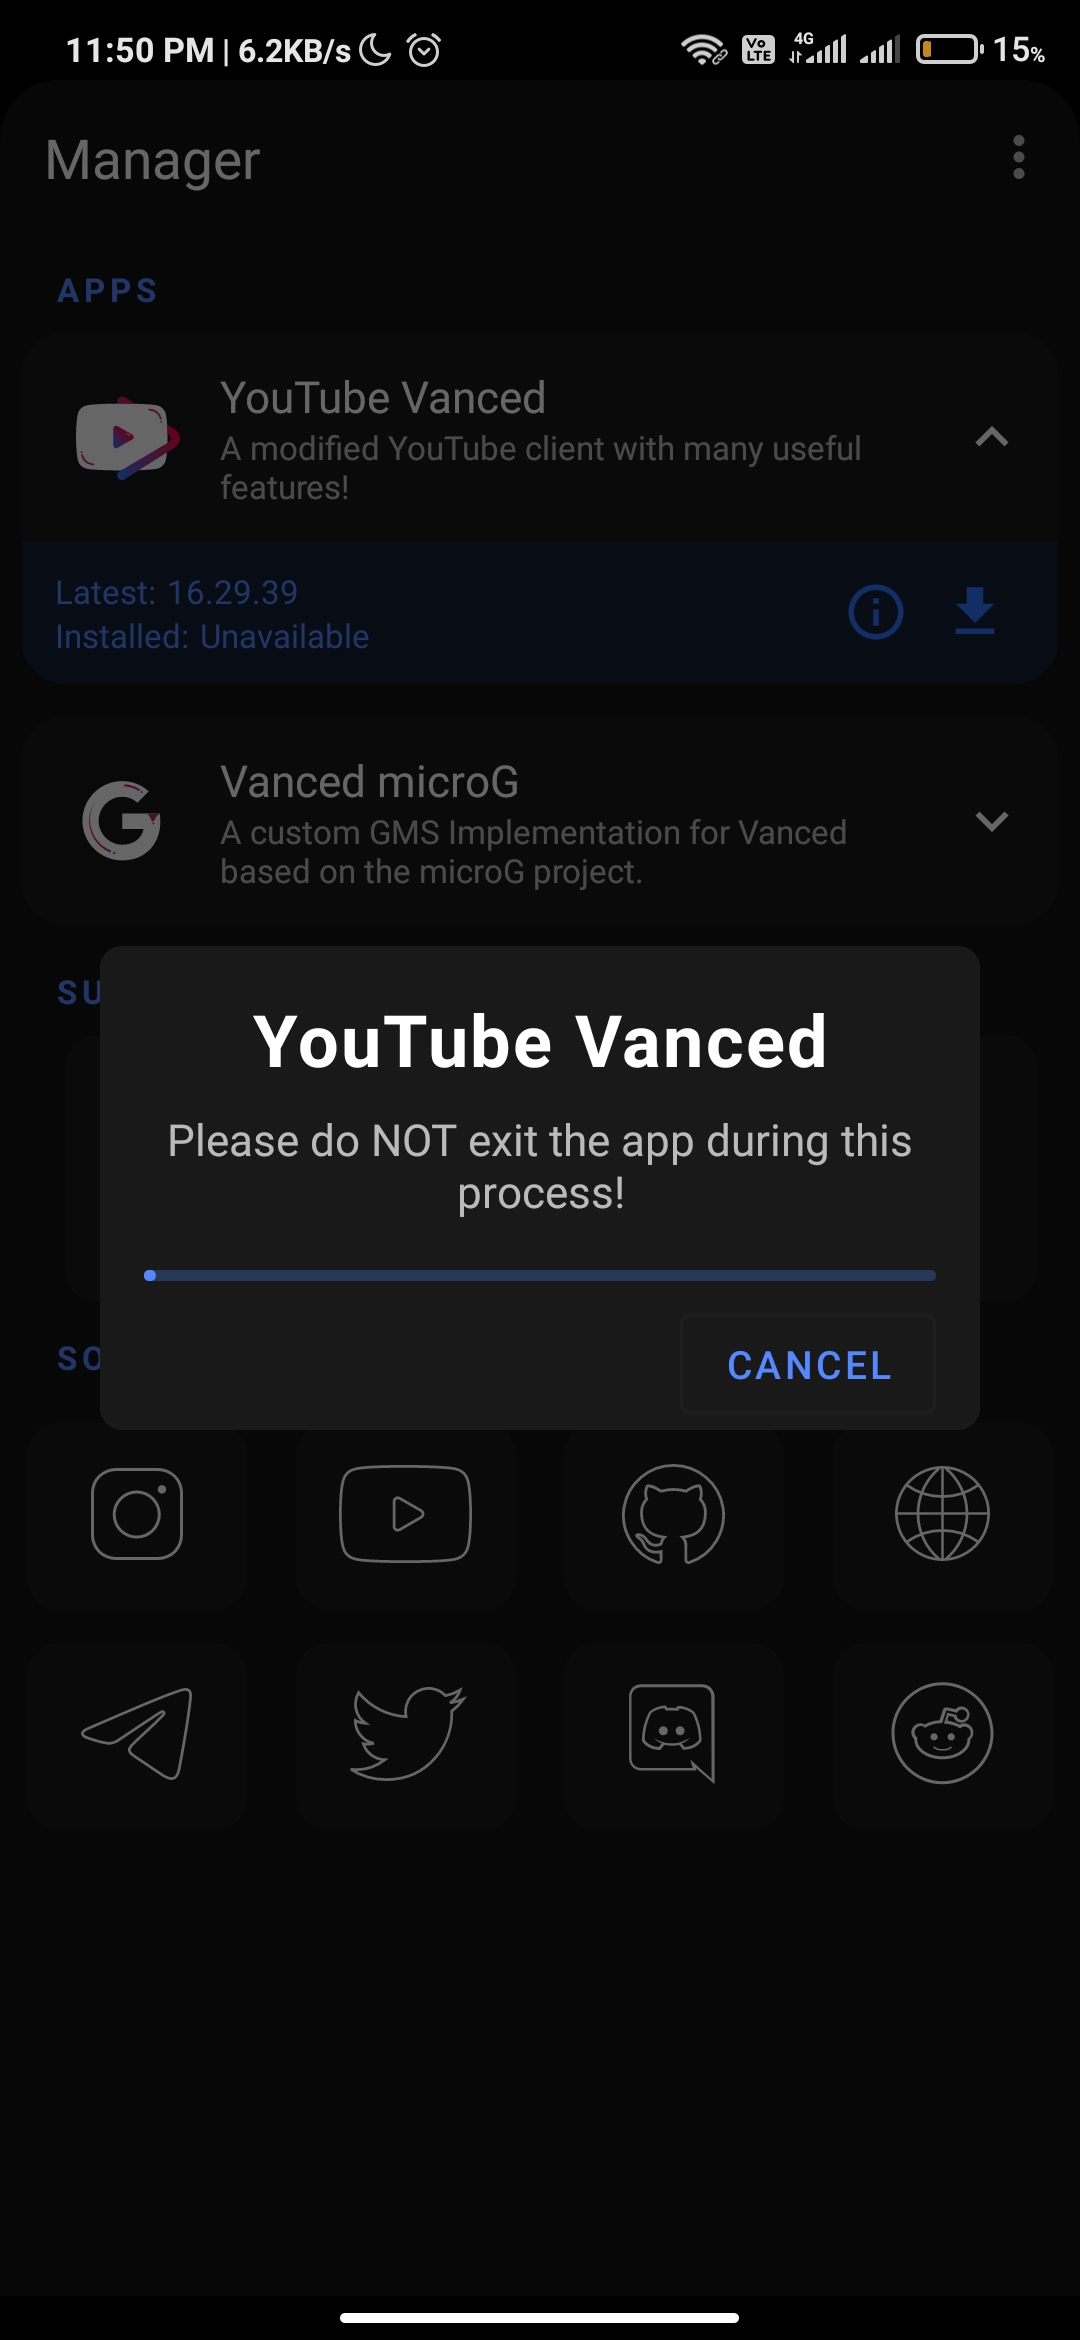 11:50 PM | 6.2KB/s
Vo LTE
4G
15%
Manager
APPS
YouTube Vanced
A modified YouTube client with many useful
features!
Latest: 16.29.39
Installed: Unavailable
Vanced microG
A custom GMS Implementation for Vanced
based on the microG project.
SU
YouTube Vanced
Please do NOT exit the app during this
process!
CANCEL
SO